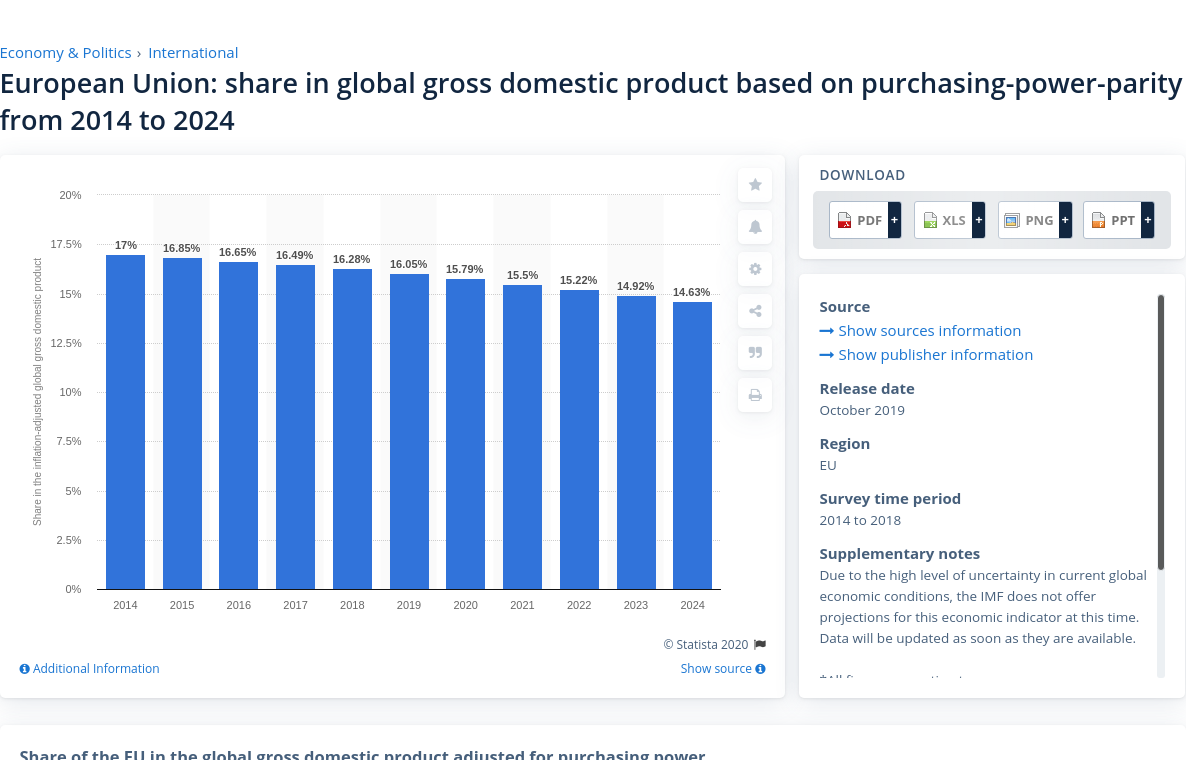 Economy & Politics › International
European Union: share in global gross domestic product based on purchasing-power-parity
from 2014 to 2024
Share in the inflation-adjusted global gross domestic product
20%
17.5%
15%
12.5%
10%
7.5%
5%
2.5%
0%
17%
16.85%
16.65%
16.49%
16.28%
16.05%
15.79%
15.5%
15.22%
14.92%
14.63%
2014 2015 2016 2017 2018 2019 2020 2021 2022 2023 2024
© Statista 2020
Additional Information
Show source
DOWNLOAD
PDF + XLS + PNG + PPT +
Source
Show sources information
Show publisher information
Release date
October 2019
Region
EU
Survey time period
2014 to 2018
Supplementary notes
Due to the high level of uncertainty in current global
economic conditions, the IMF does not offer
projections for this economic indicator at this time.
Data will be updated as soon as they are available.
Share of the EU in the global gross domestic product adjusted for purchasing power